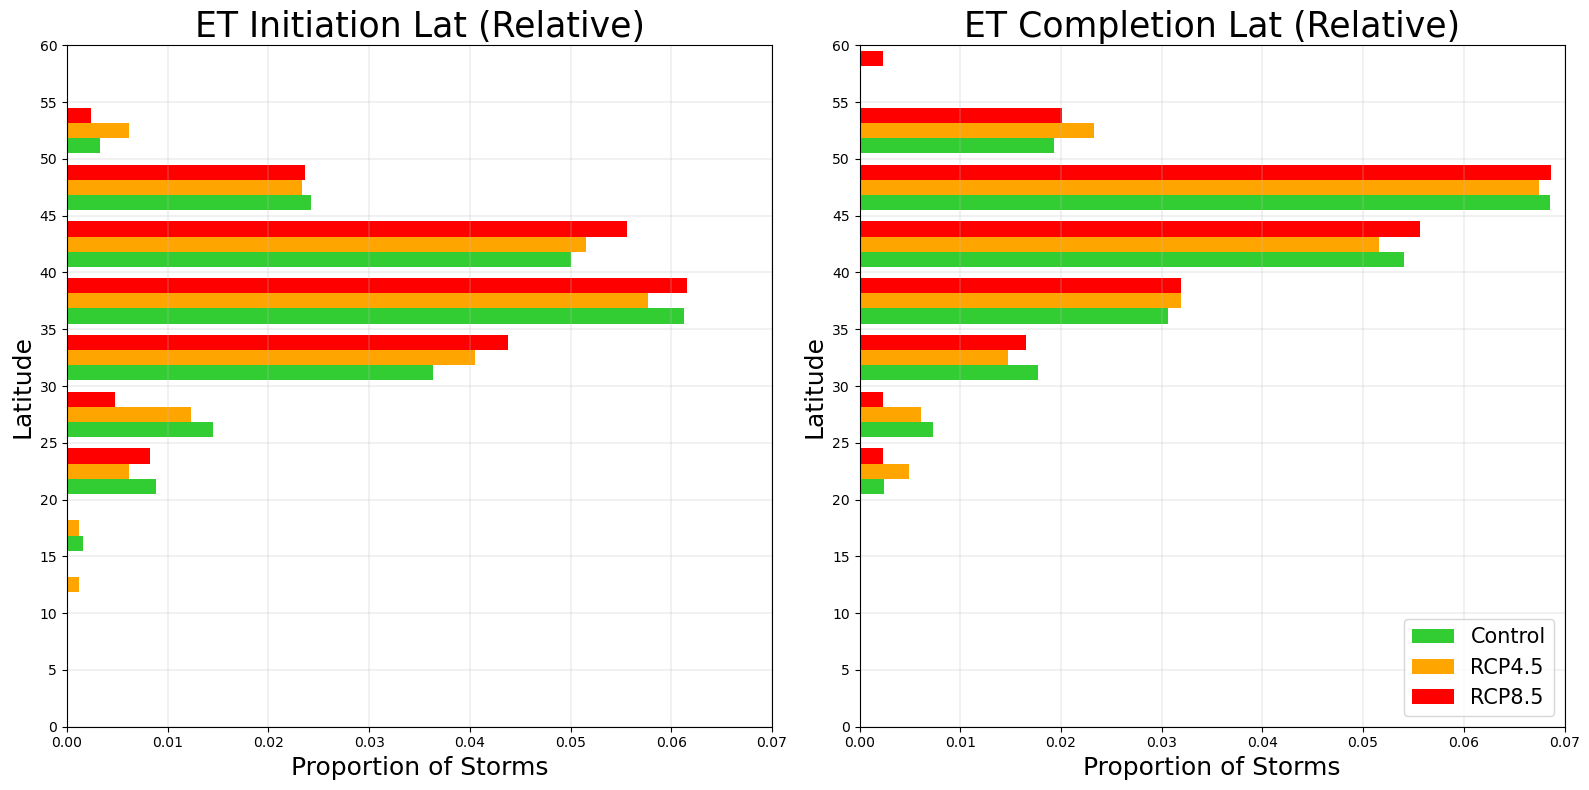 ET Initiation Lat (Relative)
60
55
50
45
40
35
30
25
20
15
10
5
0
Latitude
0.00 0.01 0.02 0.03 0.04 0.05 0.06 0.07
Proportion of Storms
ET Completion Lat (Relative)
60
55
50
45
40
35
30
25
20
15
10
5
0
Latitude
Control
RCP4.5
RCP8.5
0.00 0.01 0.02 0.03 0.04 0.05 0.06 0.07
Proportion of Storms